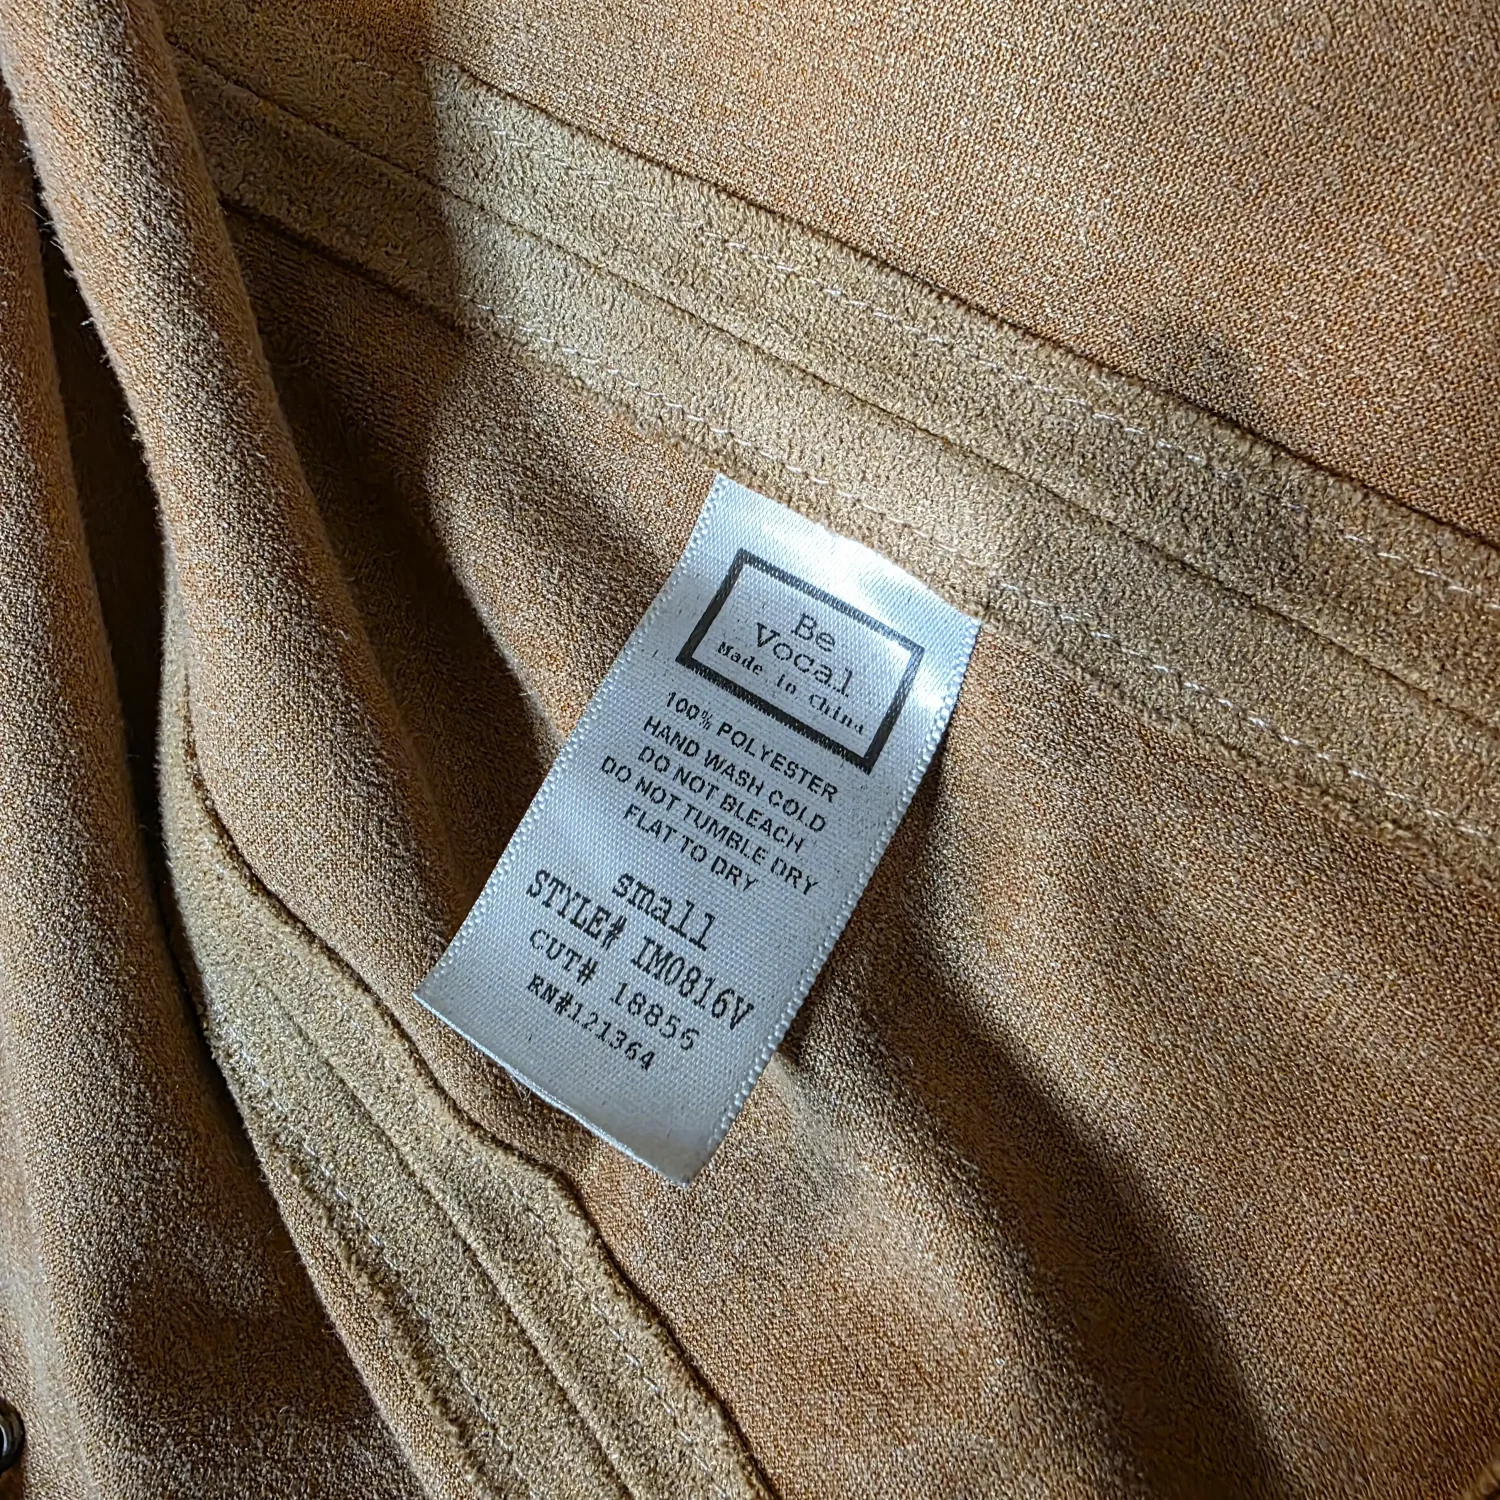 Be
Vocal
Made in China
100% POLYESTER
HAND WASH COLD
DO NOT BLEACH
DO NOT TUMBLE DRY
FLAT TO DRY
small
STYLE# IM0816V
CUT# 18856
RN#121364